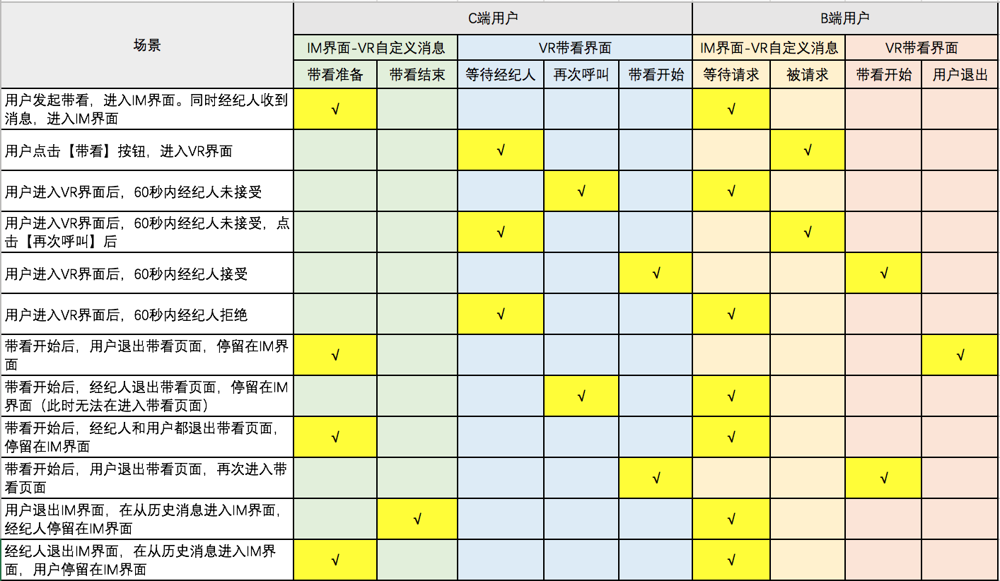 场景
C端用户
B端用户
IM界面-VR自定义消息
VR带看界面
IM界面-VR自定义消息
VR带看界面
带看准备
带看结束
等待经纪人
再次呼叫
带看开始
等待请求
被请求
带看开始
用户退出
用户发起带看，进入IM界面。同时经纪人收到
消息，进入IM界面
√
√
用户点击【带看】按钮，进入VR界面
√
√
用户进入VR界面后，60秒内经纪人未接受
√
√
用户进入VR界面后，60秒内经纪人未接受，点
击【再次呼叫】后
√
√
用户进入VR界面后，60秒内经纪人接受
√
√
用户进入VR界面后，60秒内经纪人拒绝
√
√
带看开始后，用户退出带看页面，停留在IM界
面
√
√
带看开始后，经纪人退出带看页面，停留在IM
界面（此时无法在进入带看页面）
√
√
带看开始后，经纪人和用户都退出带看页面，
停留在IM界面
√
√
带看开始后，用户退出带看页面，再次进入带
看页面
√
√
用户退出IM界面，在从历史消息进入IM界面，
经纪人停留在IM界面
√
√
经纪人退出IM界面，在从历史消息进入IM界
面，用户停留在IM界面
√
√